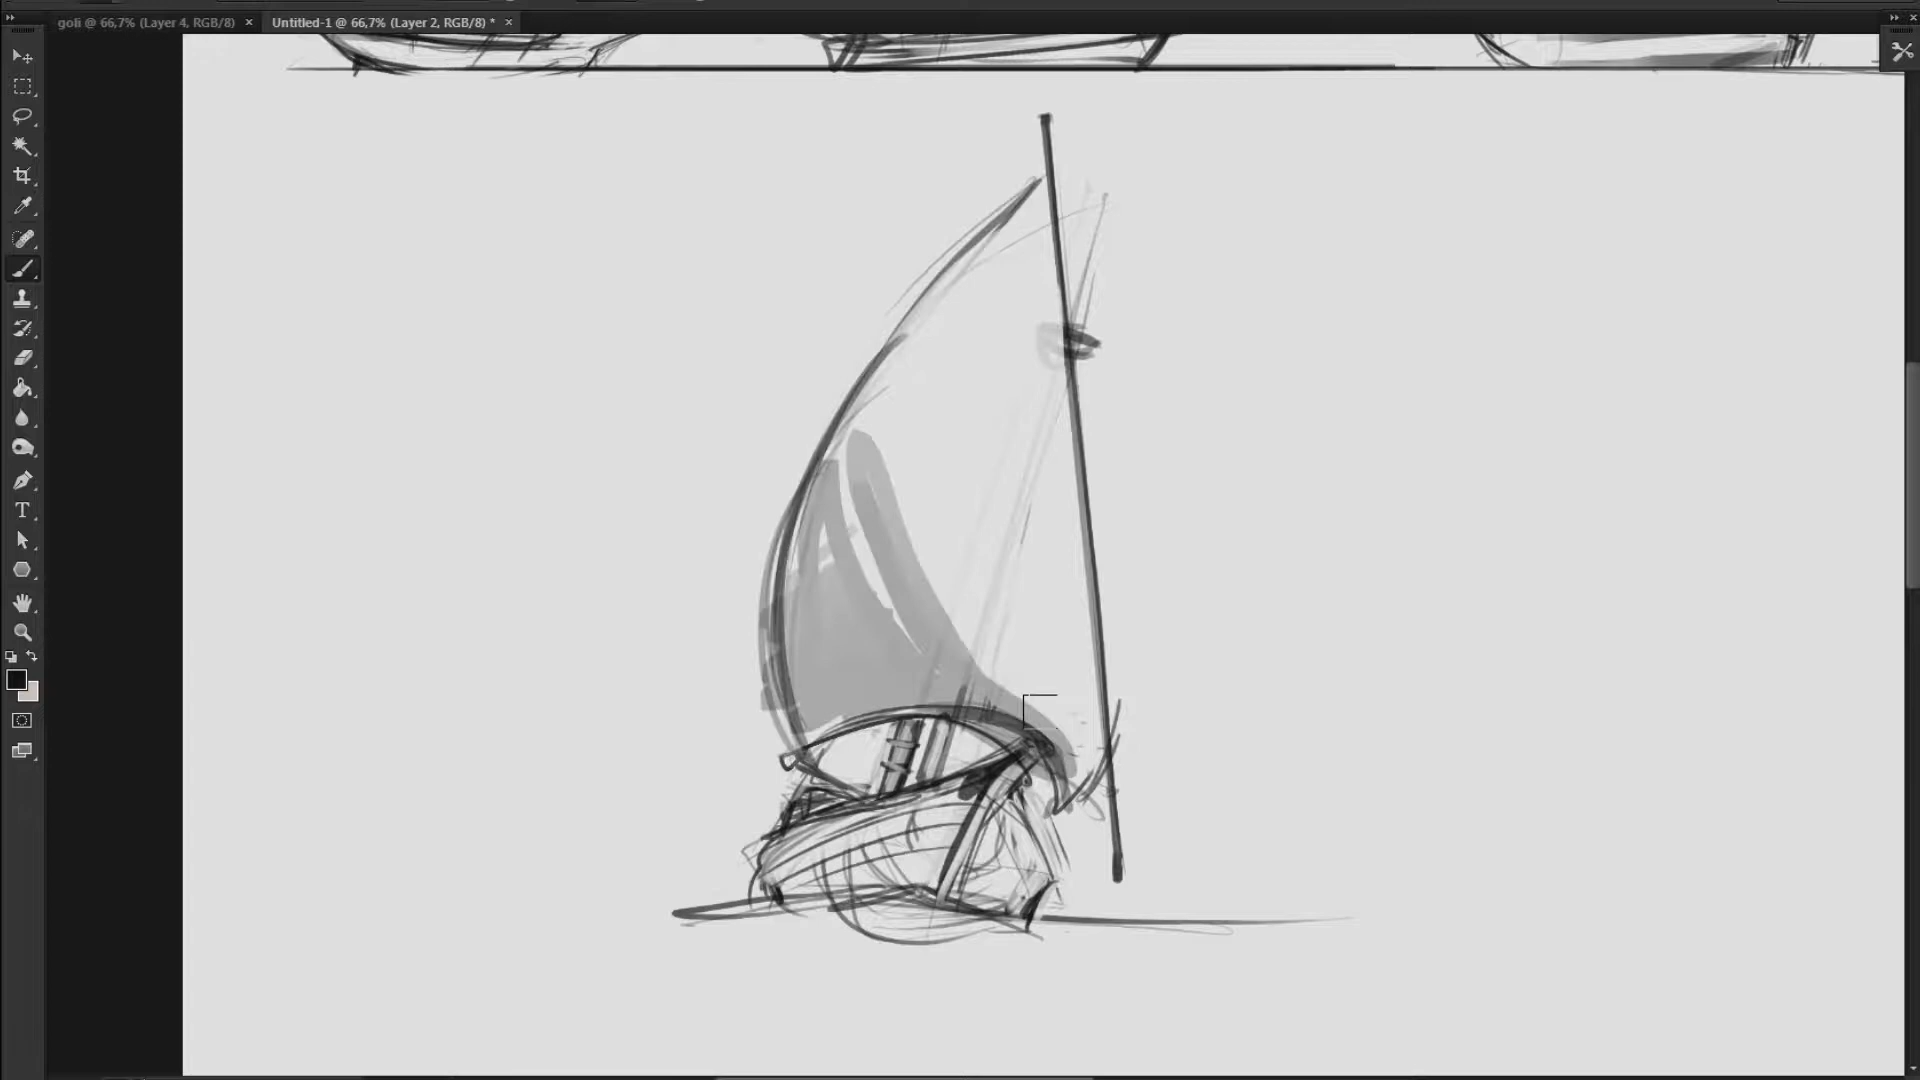 goli @ 66,7% (Layer 4, RGB/8) ×
Untitled-1 @ 66,7% (Layer 2, RGB/8) * ×